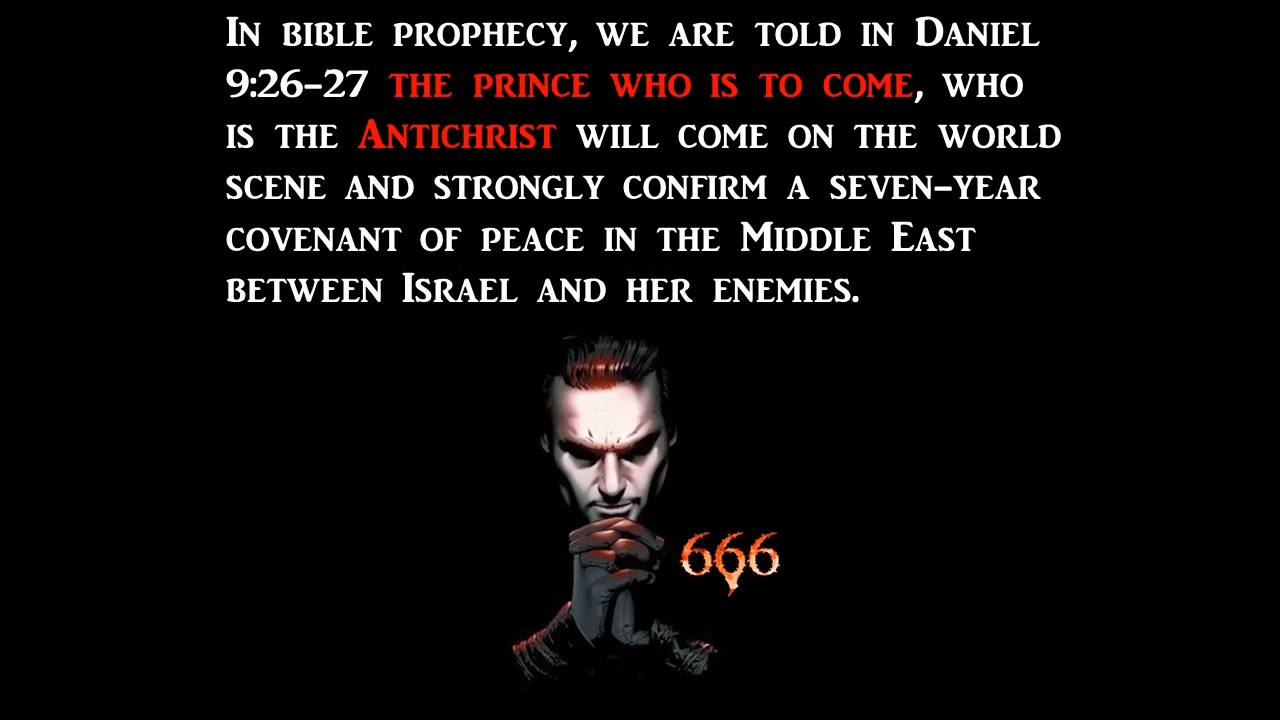 In bible prophecy, we are told in Daniel
9:26-27 the prince who is to come, who
is the Antichrist will come on the world
scene and strongly confirm a seven-year
covenant of peace in the Middle East
between Israel and her enemies.
666